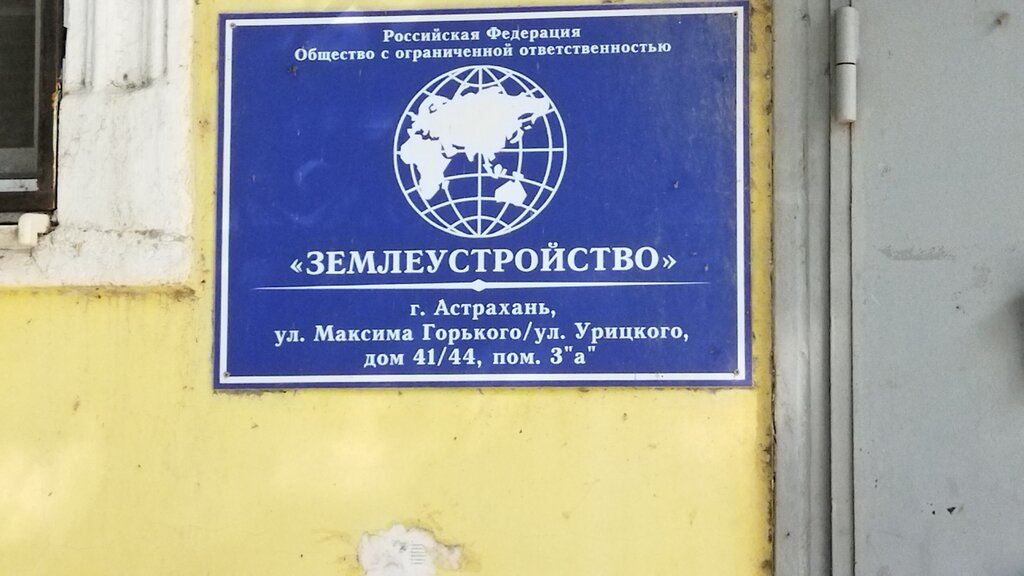 Российская Федерация
Общество с ограниченной ответственностью
«ЗЕМЛЕУСТРОЙСТВО»
г. Астрахань,
ул. Максима Горького/ул. Урицкого,
дом 41/44, пом. 3"а"